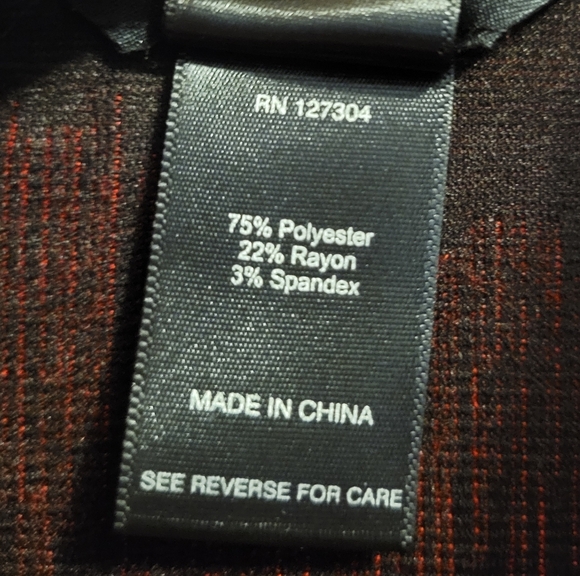 RN 127304
75% Polyester
22% Rayon
3% Spandex
MADE IN CHINA
SEE REVERSE FOR CARE